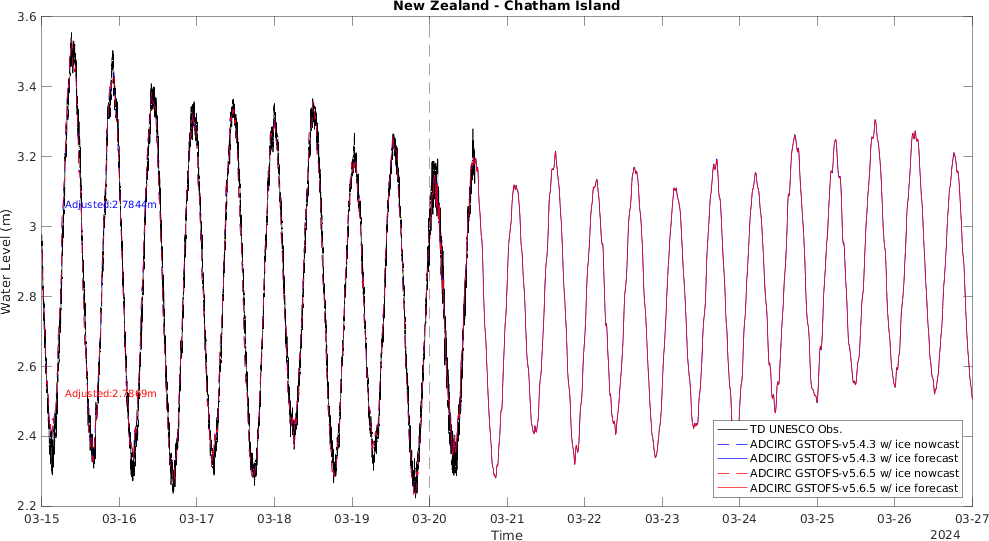 New Zealand - Chatham Island
3.6
3.4
3.2
3
2.8
2.6
2.4
2.2
Water Level (m)
Adjusted:2.7844m
Adjusted:2.7869m
TD UNESCO Obs.
ADCIRC GSTOFS-v5.4.3 w/ ice nowcast
ADCIRC GSTOFS-v5.4.3 w/ ice forecast
ADCIRC GSTOFS-v5.6.5 w/ ice nowcast
ADCIRC GSTOFS-v5.6.5 w/ ice forecast
03-15 03-16 03-17 03-18 03-19 03-20 03-21 03-22 03-23 03-24 03-25 03-26 03-27
Time
2024